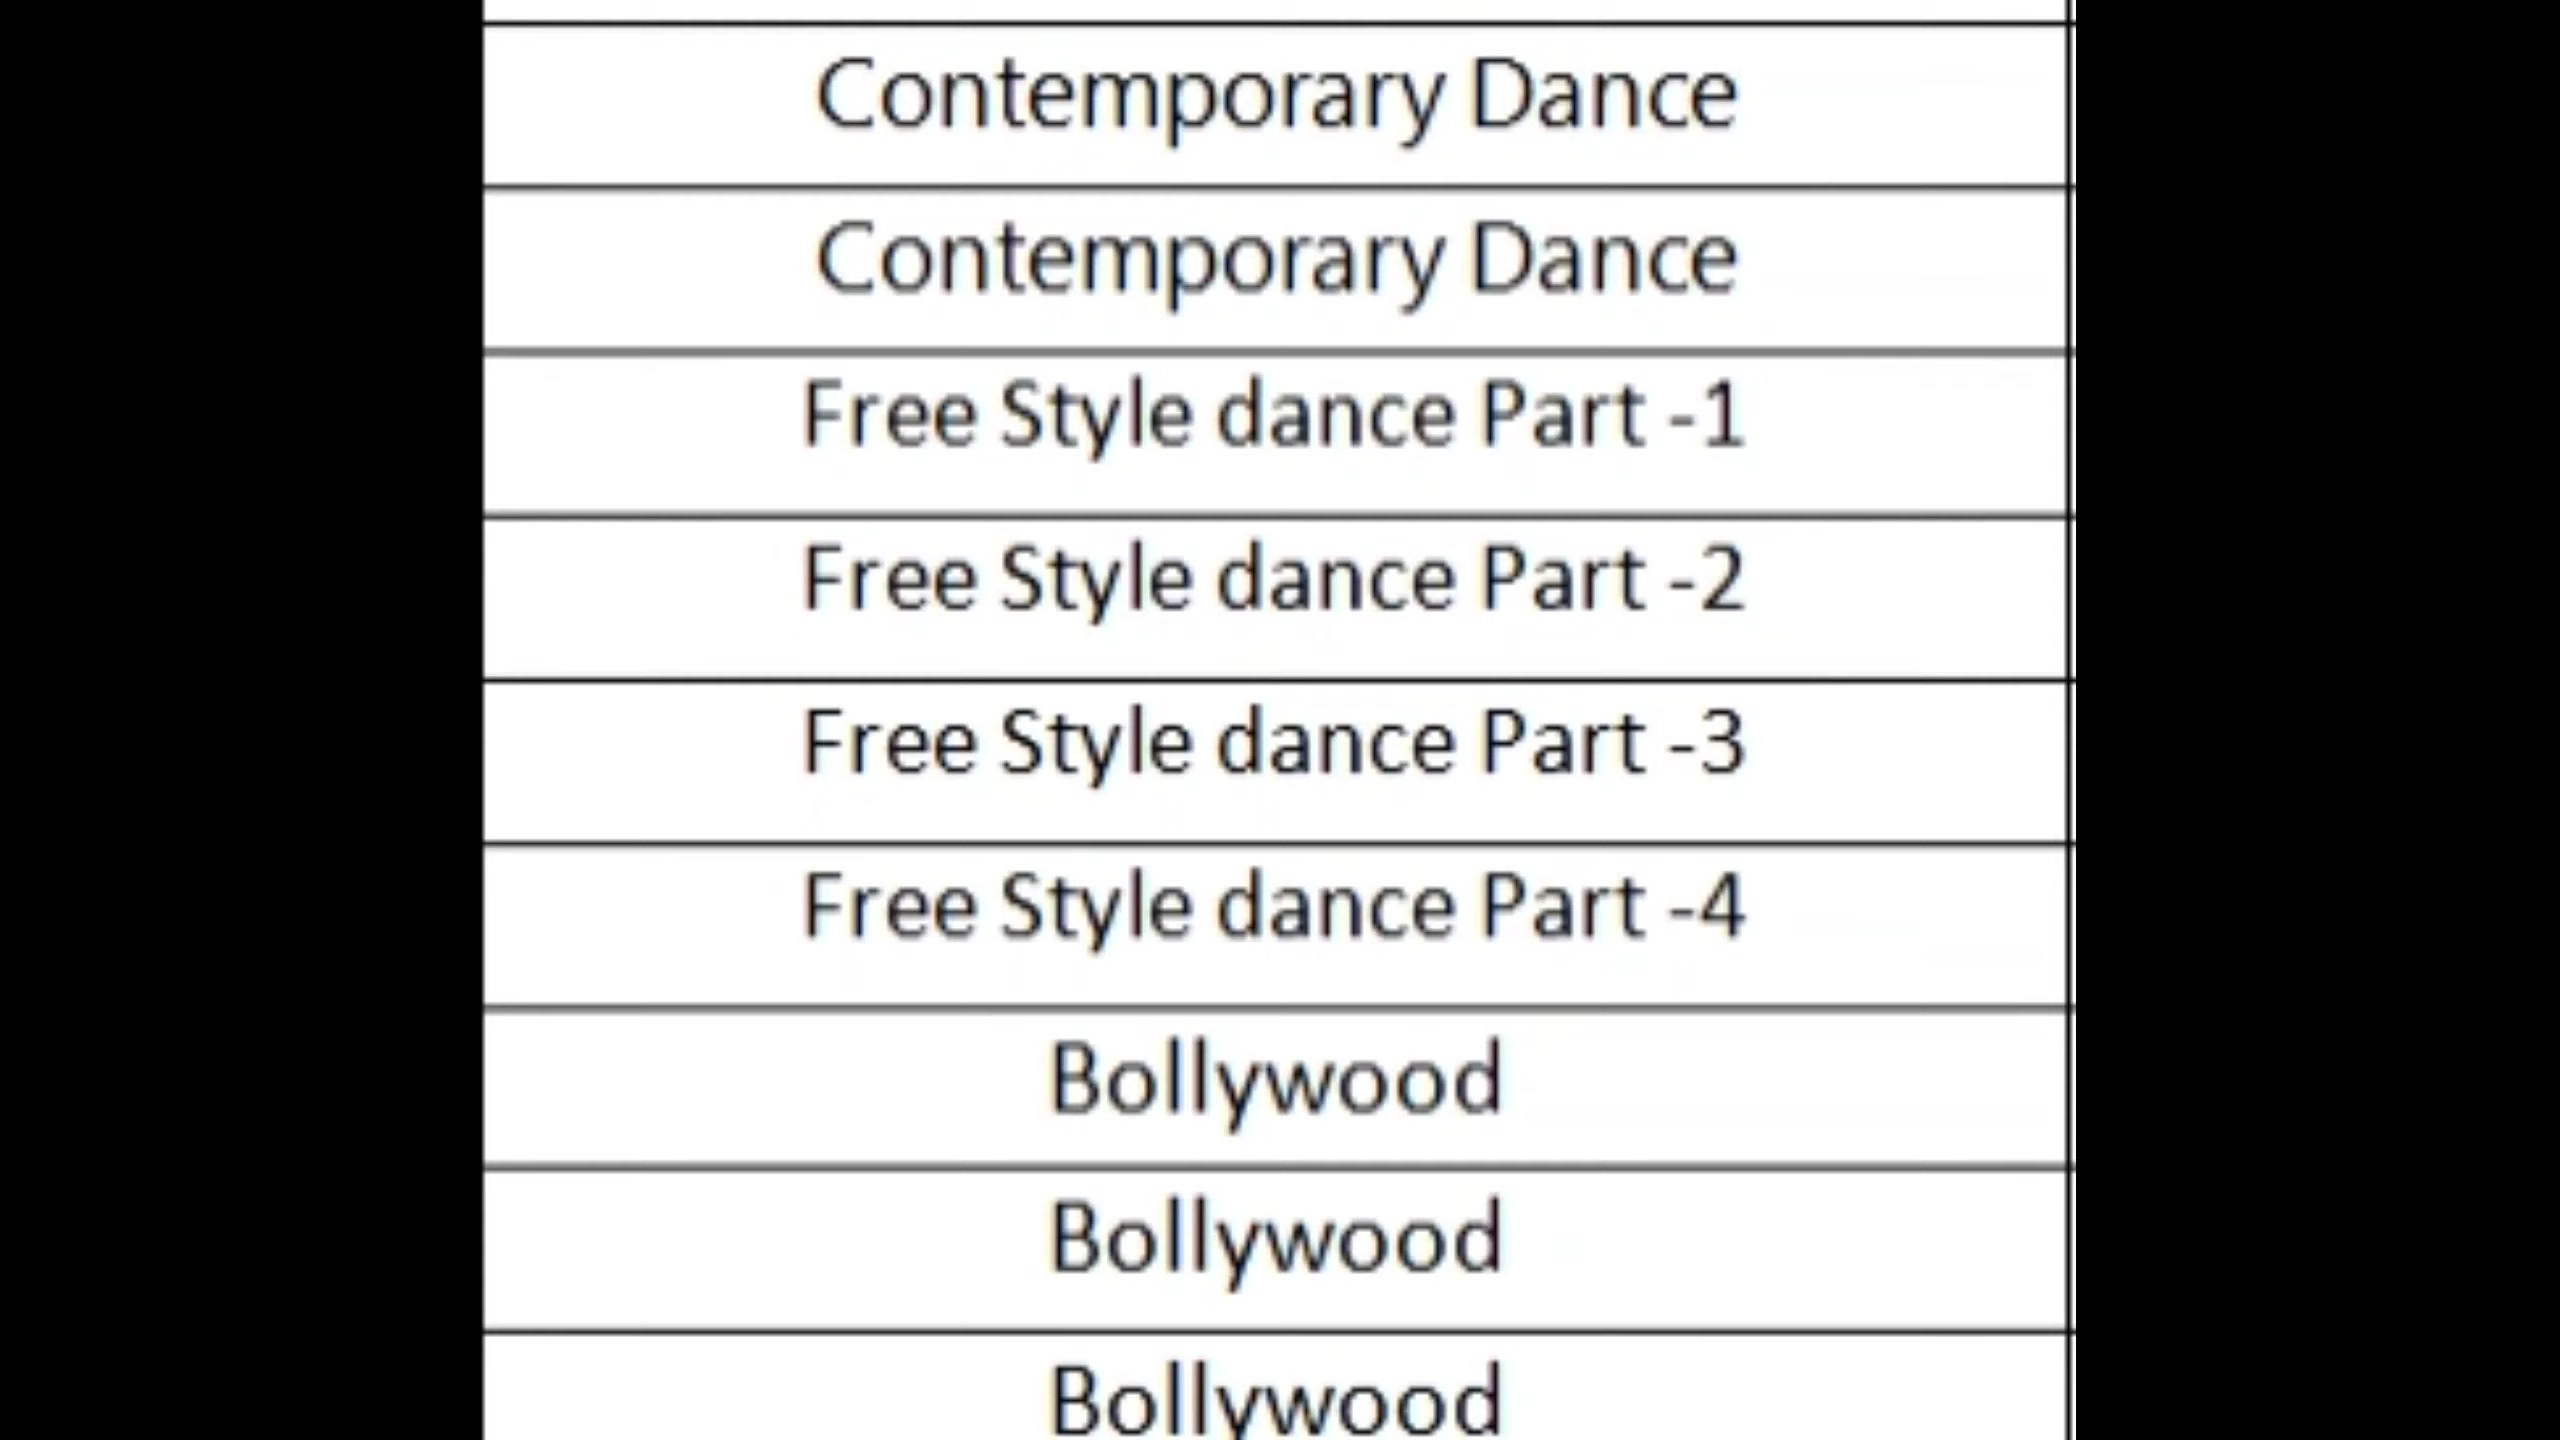 Contemporary Dance
Contemporary Dance
Free Style dance Part -1
Free Style dance Part -2
Free Style dance Part -3
Free Style dance Part -4
Bollywood
Bollywood
Bollywood